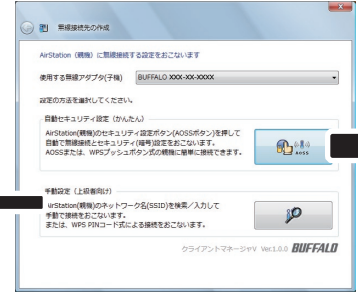 無線接続先の作成
AirStation（親機）に無線接続する設定をおこないます
使用する無線アダプタ(子機) BUFFALO XXX-XX-XXXX
設定の方法を選択してください。
自動セキュリティ設定（かんたん）
AirStation(親機)のセキュリティ設定ボタン(AOSSボタン)を押して
自動で無線接続とセキュリティ(暗号)設定をおこないます。
AOSSまたは、WPSプッシュボタン式の親機に簡単に接続できます。
AOSS
手動設定（上級者向け）
irStation(親機)のネットワーク名(SSID)を検索／入力して
手動で接続をおこないます。
または、WPS PINコード式による接続をおこないます。
クライアントマネージャV Ver.1.0.0 BUFFALO